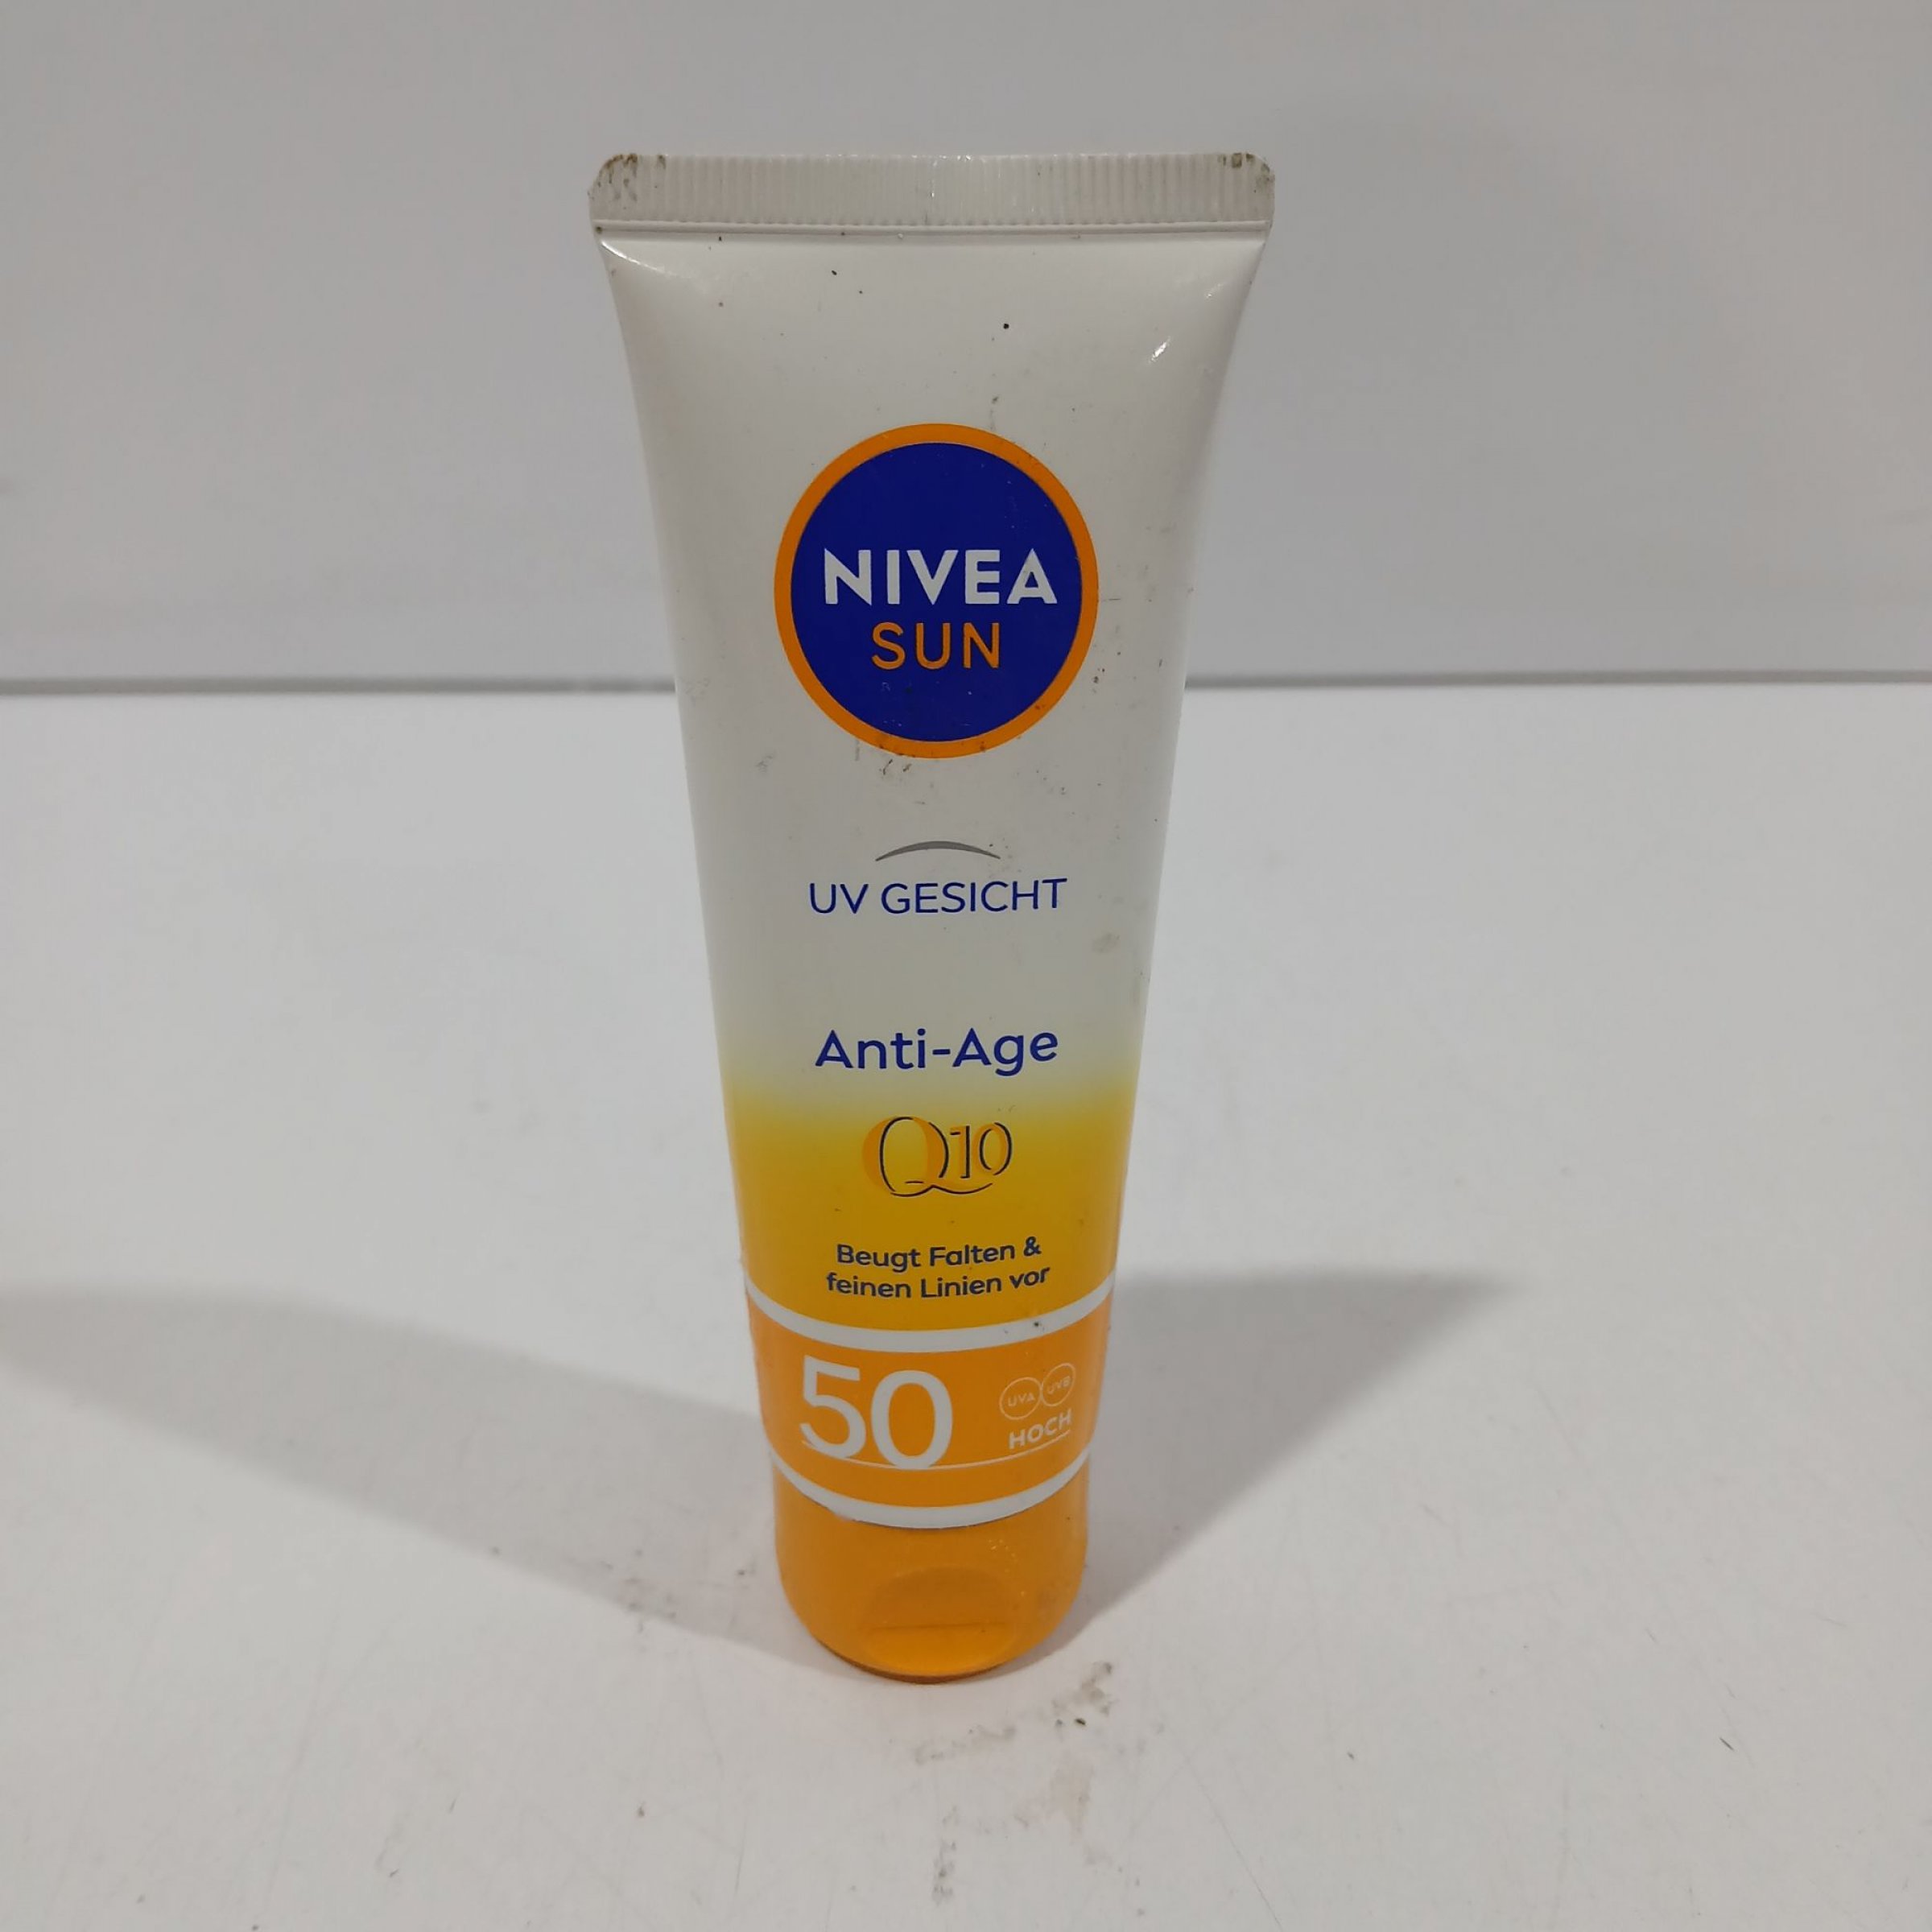 NIVEA
SUN
UV GESICHT
Anti-Age
Q10
Beugt Falten &
feinen Linien vor
50
UVA UVB
HOCH